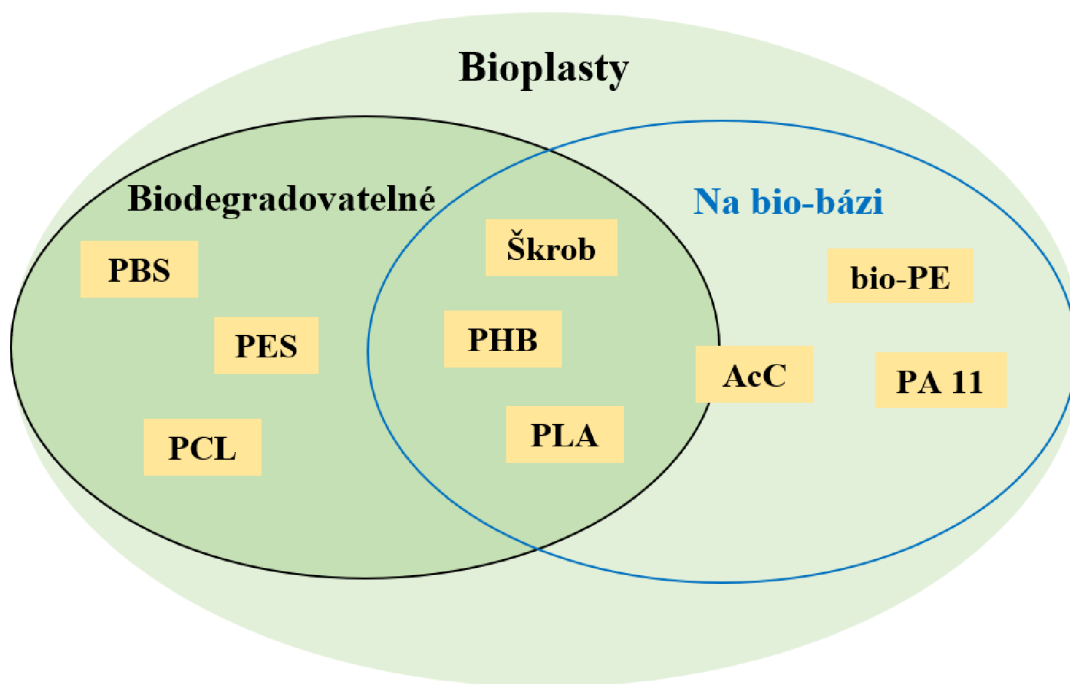 Bioplasty
Biodegradovatelné
Na bio-bázi
PBS
PES
PCL
Škrob
PHB
PLA
AcC
bio-PE
PA 11